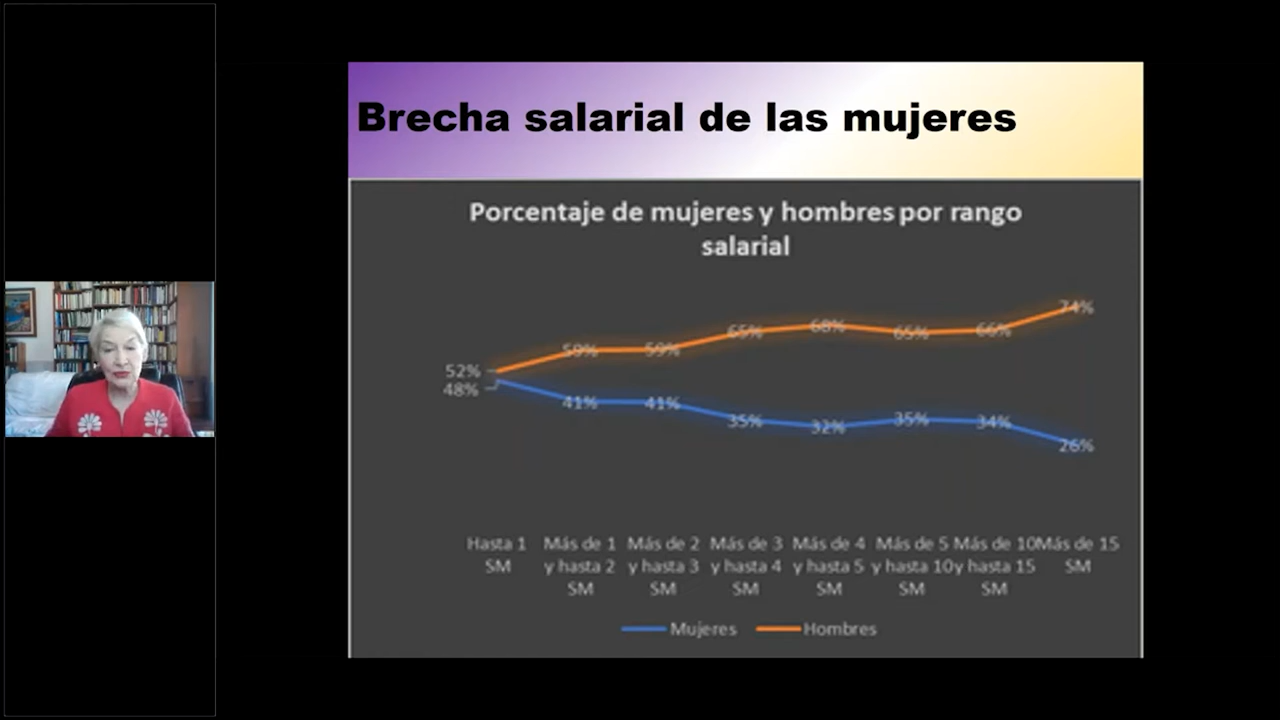 Brecha salarial de las mujeres
Porcentaje de mujeres y hombres por rango
salarial
52% 59% 59% 65% 68% 65% 66% 74%
48% 41% 41% 35% 32% 35% 34% 26%
Hasta 1 Más de 1 Más de 2 Más de 3 Más de 4 Más de 5 Más de 10 Más de 15
SM y hasta 2 y hasta 3 y hasta 4 y hasta 5 y hasta 10 y hasta 15 SM
SM SM SM SM SM SM
Mujeres Hombres